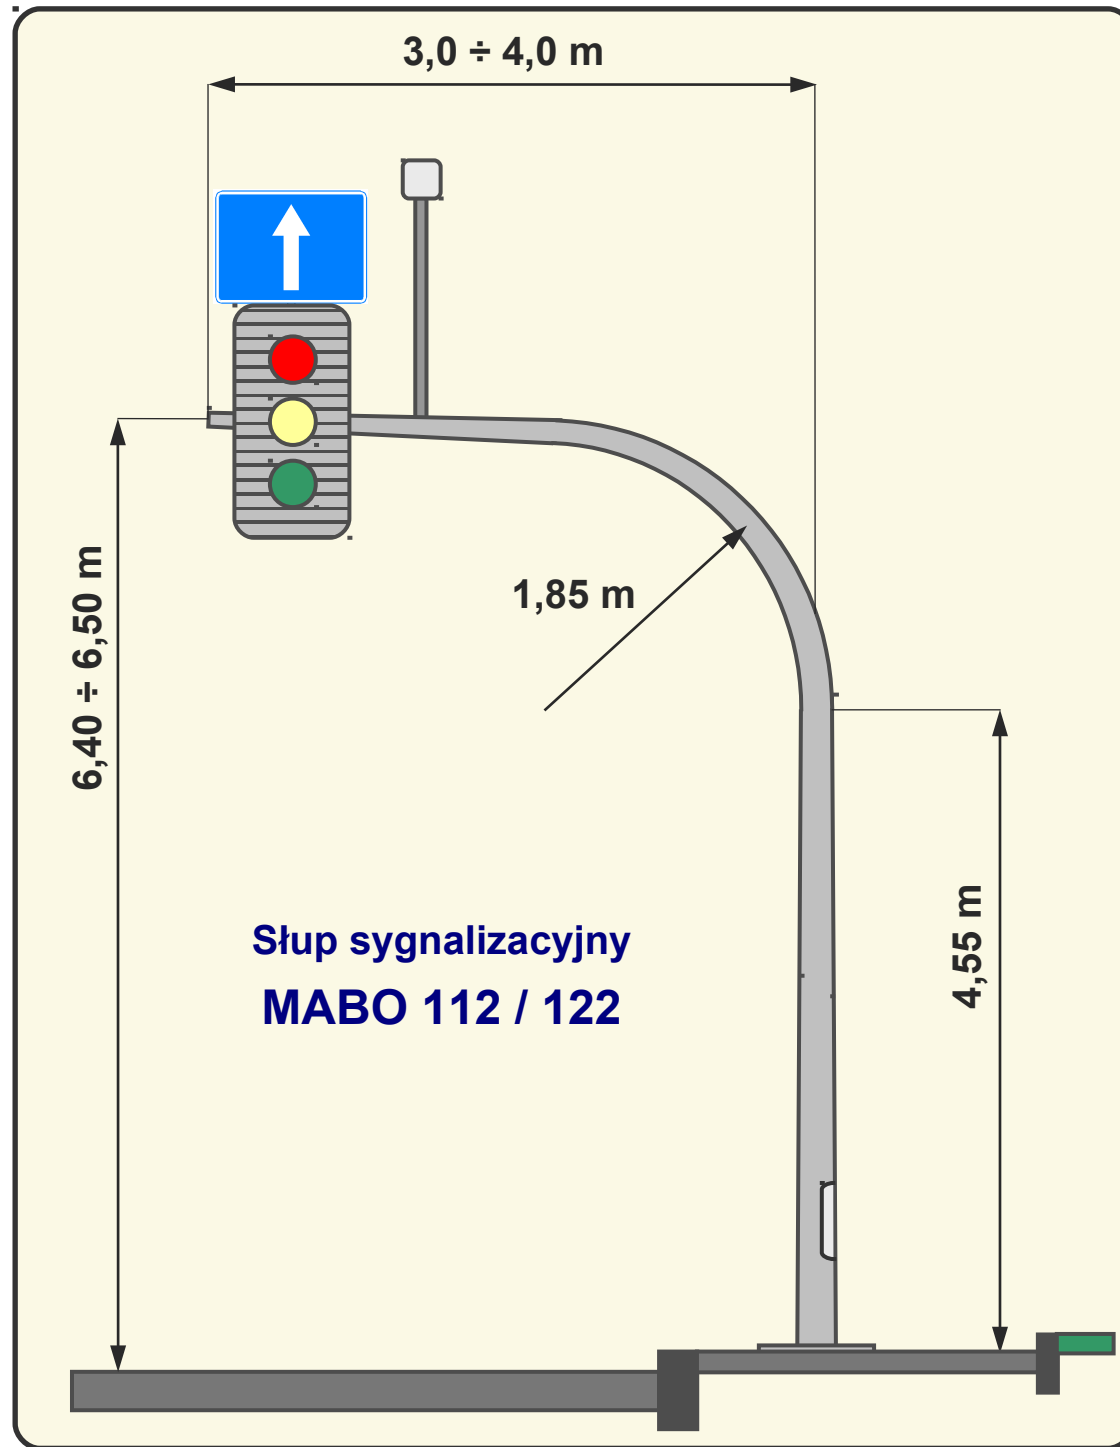 3,0 ÷ 4,0 m
1,85 m
6,40 ÷ 6,50 m
4,55 m
Słup sygnalizacyjny
MABO 112 / 122